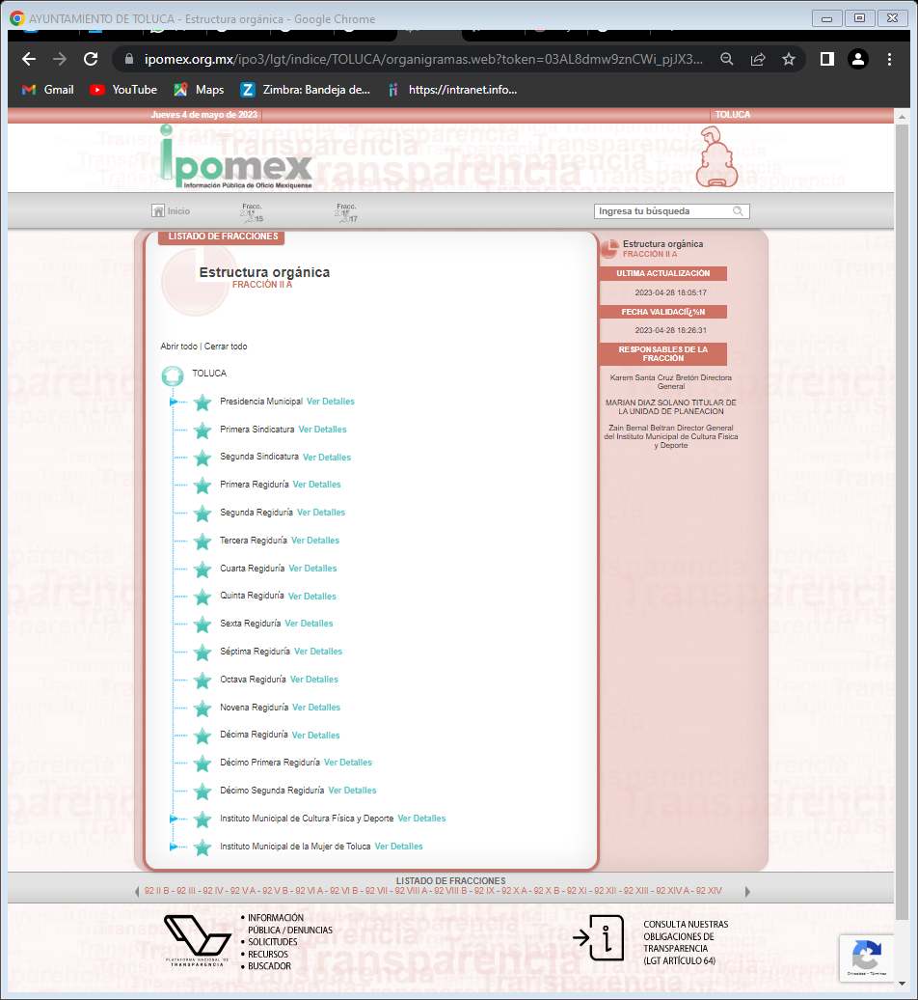 AYUNTAMIENTO DE TOLUCA - Estructura orgánica - Google Chrome
ipomex.org.mx/ipo3/lgt/indice/TOLUCA/organigramas.web?token=03AL8dmw9znCWi_pjJX3...
Gmail YouTube Maps Zimbra: Bandeja de... https://intranet.info...
Jueves 4 de mayo de 2023 TOLUCA
ipomex
Información Pública de Oficio Mexiquense
Inicio Fracc. 2015 Fracc. 2017 Ingresa tu búsqueda
LISTADO DE FRACCIONES
Estructura orgánica
FRACCIÓN II A
Abrir todo | Cerrar todo
TOLUCA
Presidencia Municipal Ver Detalles
Primera Sindicatura Ver Detalles
Segunda Sindicatura Ver Detalles
Primera Regiduría Ver Detalles
Segunda Regiduría Ver Detalles
Tercera Regiduría Ver Detalles
Cuarta Regiduría Ver Detalles
Quinta Regiduría Ver Detalles
Sexta Regiduría Ver Detalles
Séptima Regiduría Ver Detalles
Octava Regiduría Ver Detalles
Novena Regiduría Ver Detalles
Décima Regiduría Ver Detalles
Décimo Primera Regiduría Ver Detalles
Décimo Segunda Regiduría Ver Detalles
Instituto Municipal de Cultura Física y Deporte Ver Detalles
Instituto Municipal de la Mujer de Toluca Ver Detalles
Estructura orgánica
FRACCIÓN II A
ULTIMA ACTUALIZACIÓN
2023-04-28 18:05:17
FECHA VALIDACIï¿½N
2023-04-28 18:26:31
RESPONSABLES DE LA
FRACCIÓN
Karem Santa Cruz Bretón Directora
General
MARIAN DIAZ SOLANO TITULAR DE
LA UNIDAD DE PLANEACION
Zain Bernal Beltran Director General
del Instituto Municipal de Cultura Física
y Deporte
LISTADO DE FRACCIONES
92 II B - 92 III - 92 IV - 92 V A - 92 V B - 92 VI A - 92 VI B - 92 VII - 92 VIII A - 92 VIII B - 92 IX - 92 X A - 92 X B - 92 XI - 92 XII - 92 XIII - 92 XIV A - 92 XIV
PLATAFORMA NACIONAL DE
TRANSPARENCIA
• INFORMACIÓN
PÚBLICA / DENUNCIAS
• SOLICITUDES
• RECURSOS
• BUSCADOR
CONSULTA NUESTRAS
OBLIGACIONES DE
TRANSPARENCIA
(LGT ARTÍCULO 64)
Privacidad - Términos